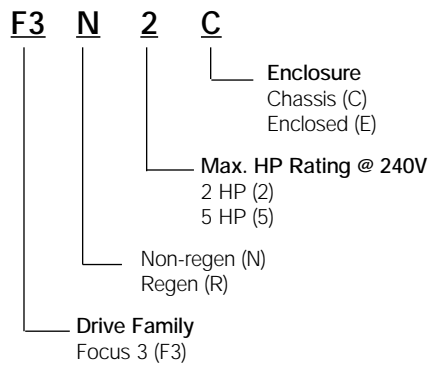 F3 N 2 C
Enclosure
Chassis (C)
Enclosed (E)
Max. HP Rating @ 240V
2 HP (2)
5 HP (5)
Non-regen (N)
Regen (R)
Drive Family
Focus 3 (F3)